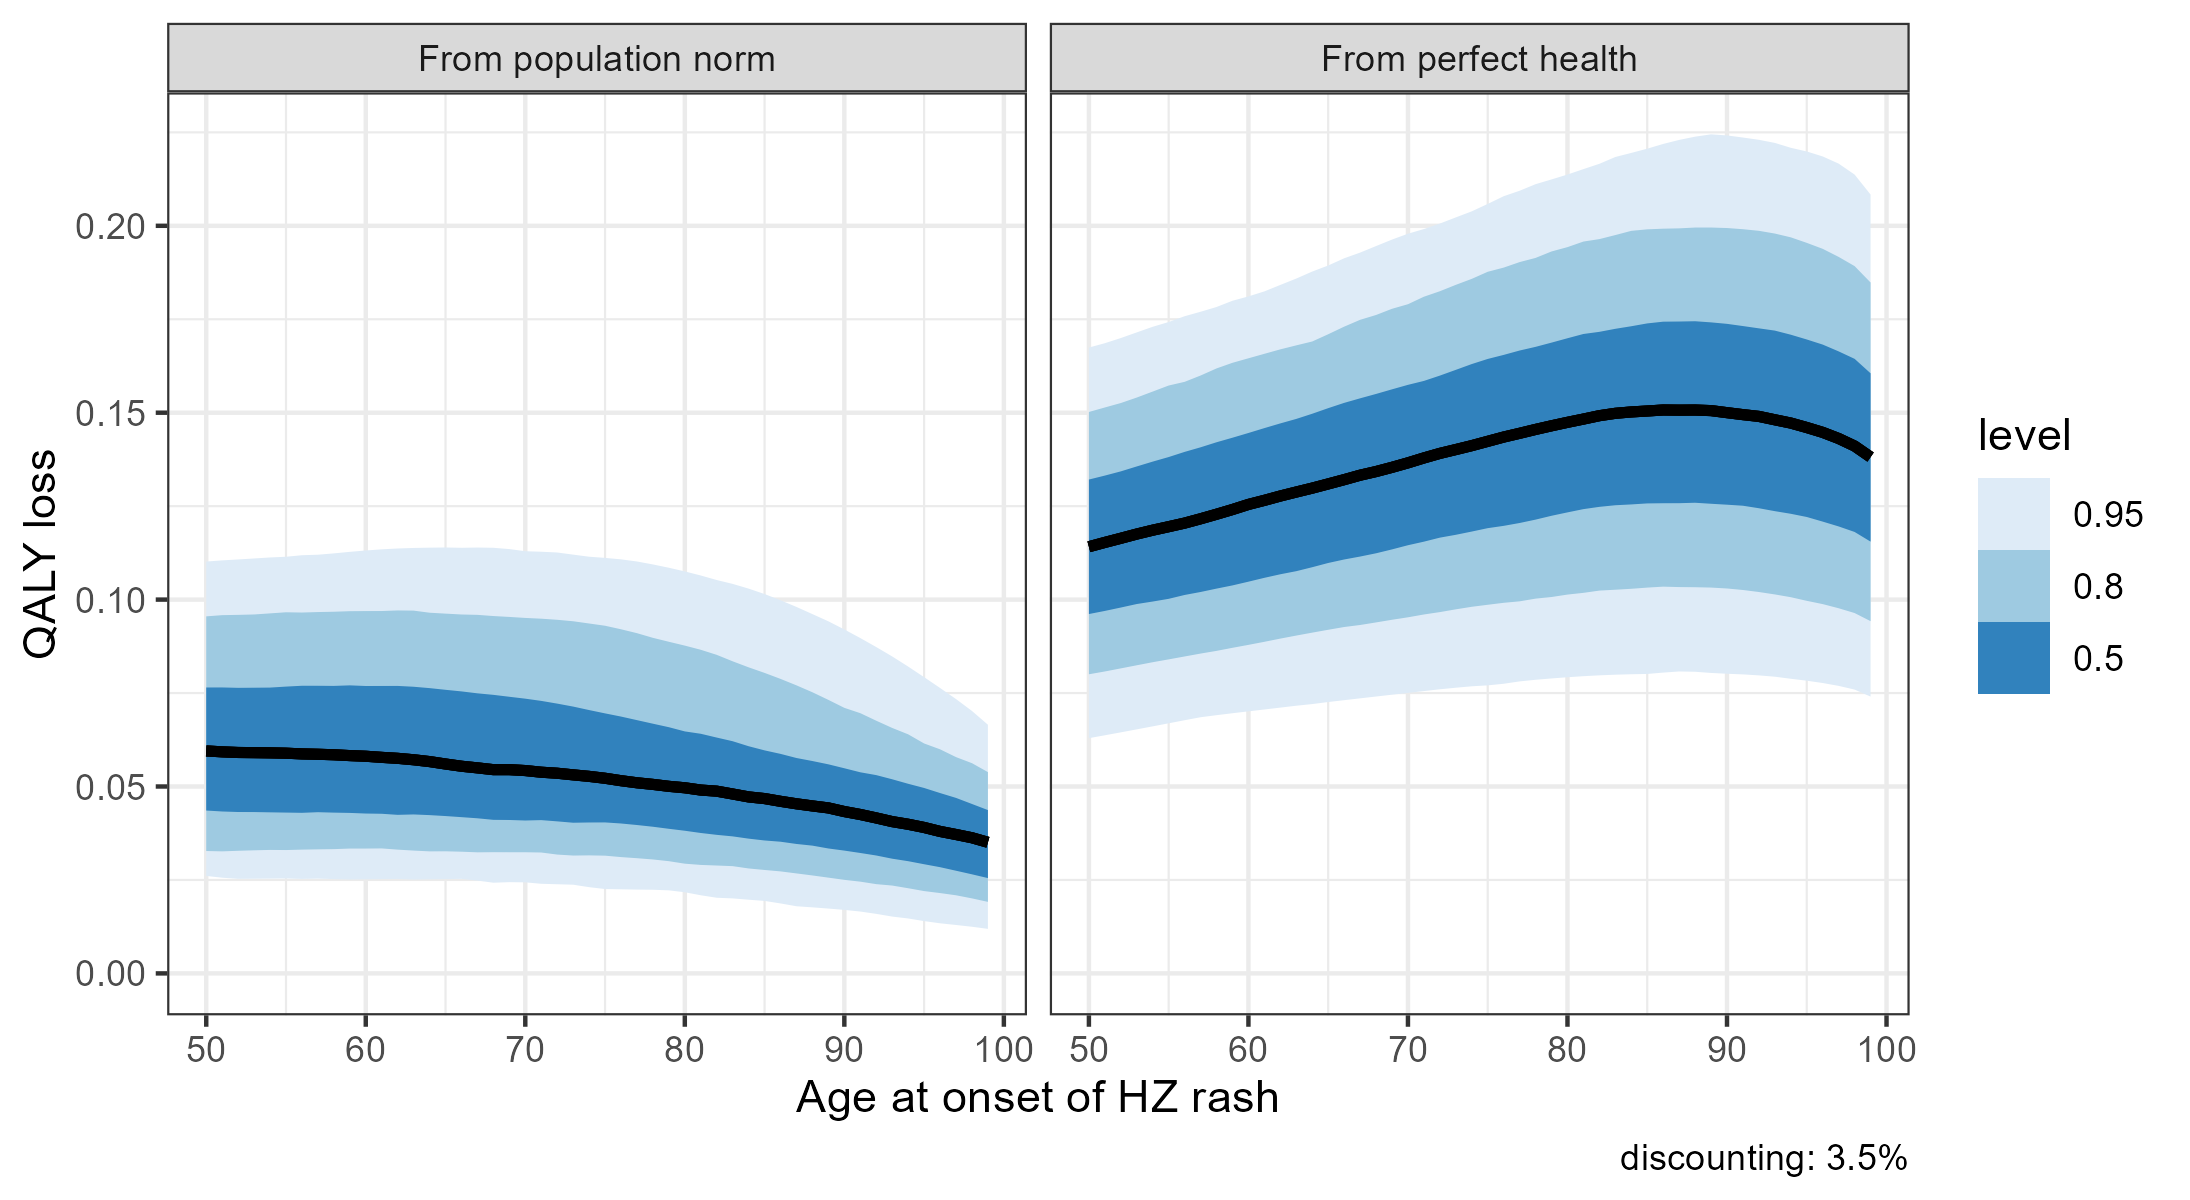 From population norm
From perfect health
QALY loss
0.20
0.15
0.10
0.05
0.00
50 60 70 80 90 100
50 60 70 80 90 100
Age at onset of HZ rash
level
0.95
0.8
0.5
discounting: 3.5%